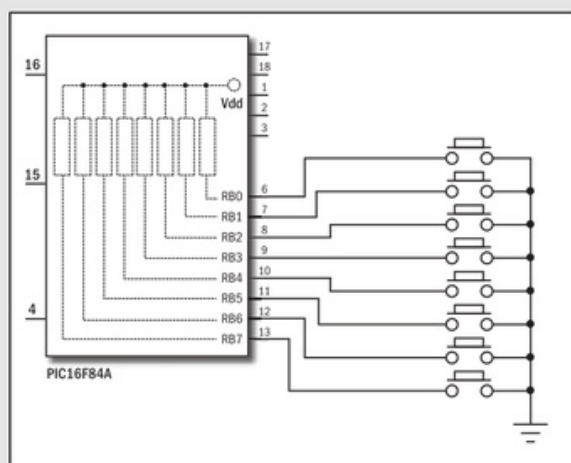 17
16
18
1
Vdd
2
3
15
RB0 6
RB1 7
RB2 8
RB3 9
RB4 10
RB5 11
4
RB6 12
RB7 13
PIC16F84A